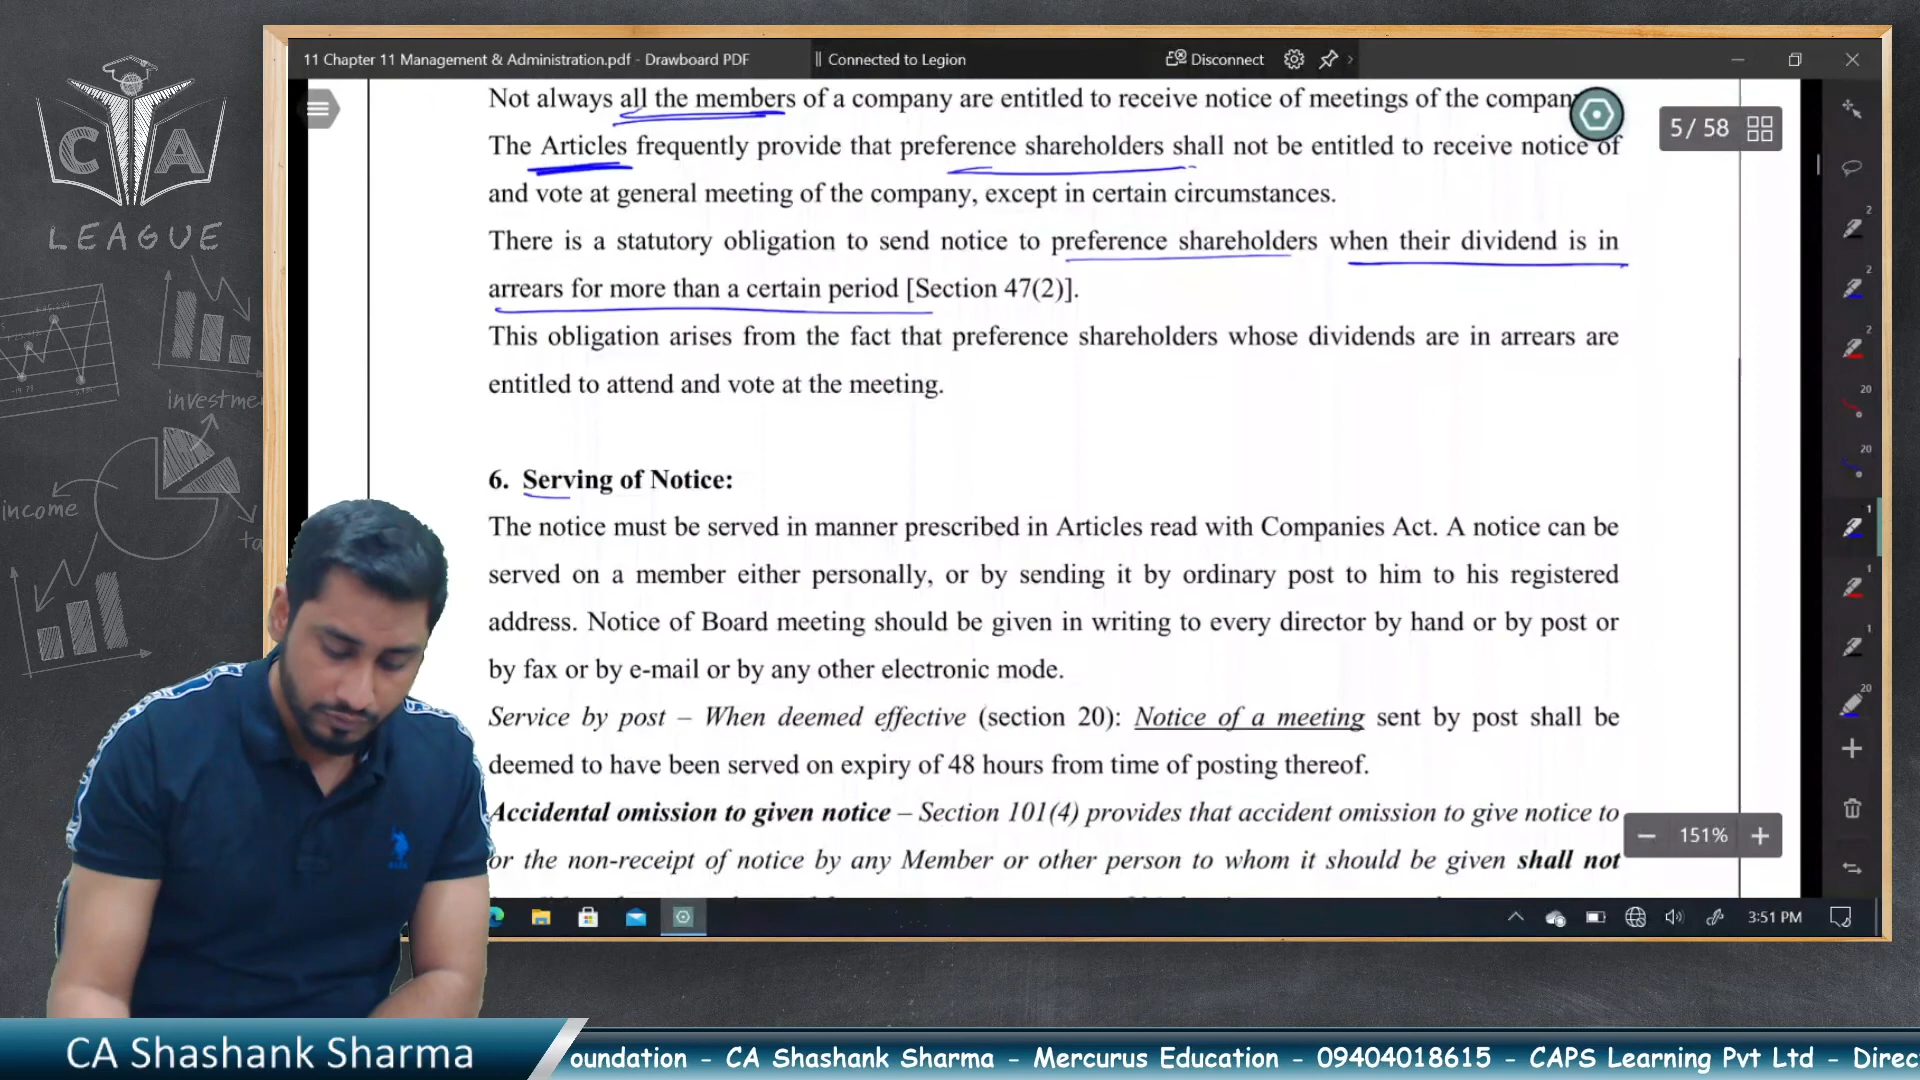 11 Chapter 11 Management & Administration.pdf - Drawboard PDF
Connected to Legion
Disconnect
CA
LEAGUE
investme
income
5 / 58
Not always all the members of a company are entitled to receive notice of meetings of the compan
The Articles frequently provide that preference shareholders shall not be entitled to receive notice of
and vote at general meeting of the company, except in certain circumstances.
There is a statutory obligation to send notice to preference shareholders when their dividend is in
arrears for more than a certain period [Section 47(2)].
This obligation arises from the fact that preference shareholders whose dividends are in arrears are
entitled to attend and vote at the meeting.
6. Serving of Notice:
The notice must be served in manner prescribed in Articles read with Companies Act. A notice can be
served on a member either personally, or by sending it by ordinary post to him to his registered
address. Notice of Board meeting should be given in writing to every director by hand or by post or
by fax or by e-mail or by any other electronic mode.
Service by post – When deemed effective (section 20): Notice of a meeting sent by post shall be
deemed to have been served on expiry of 48 hours from time of posting thereof.
Accidental omission to given notice – Section 101(4) provides that accident omission to give notice to
or the non-receipt of notice by any Member or other person to whom it should be given shall not
2
2
2
20
20
1
1
1
20
151%
3:51 PM
CA Shashank Sharma
oundation - CA Shashank Sharma - Mercurus Education - 09404018615 - CAPS Learning Pvt Ltd - Direc